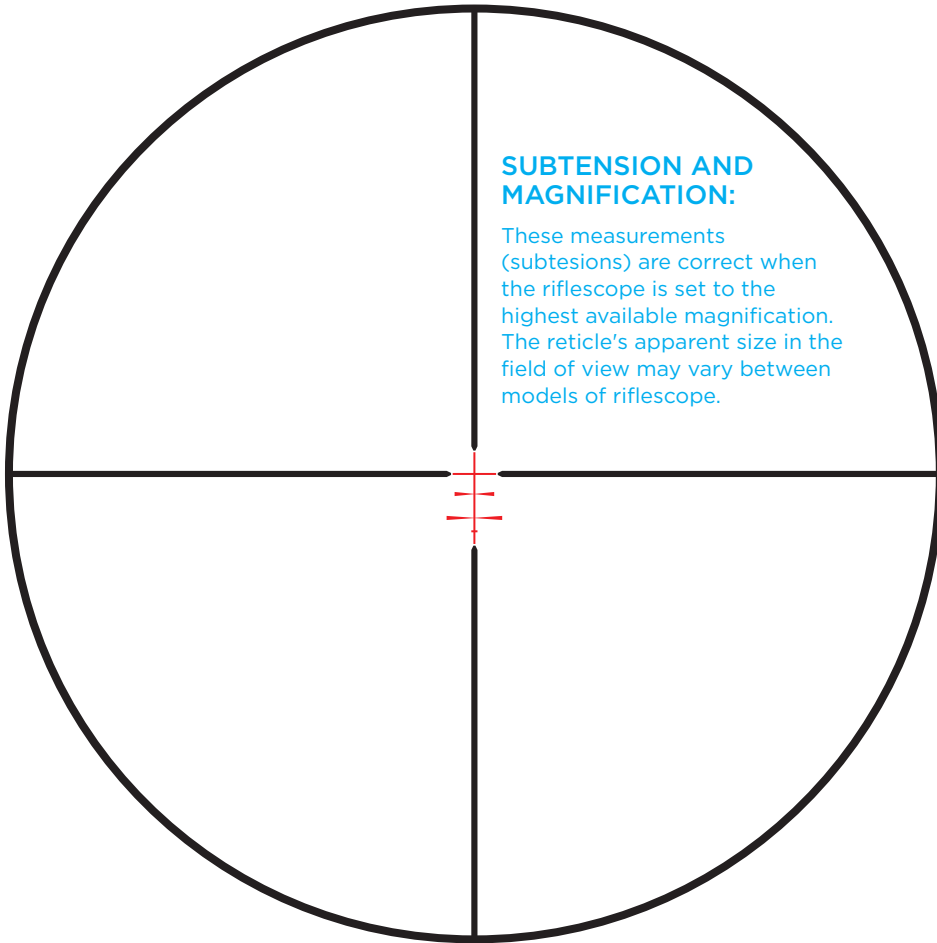 SUBTENSION AND
MAGNIFICATION:
These measurements
(subtesions) are correct when
the riflescope is set to the
highest available magnification.
The reticle's apparent size in the
field of view may vary between
models of riflescope.